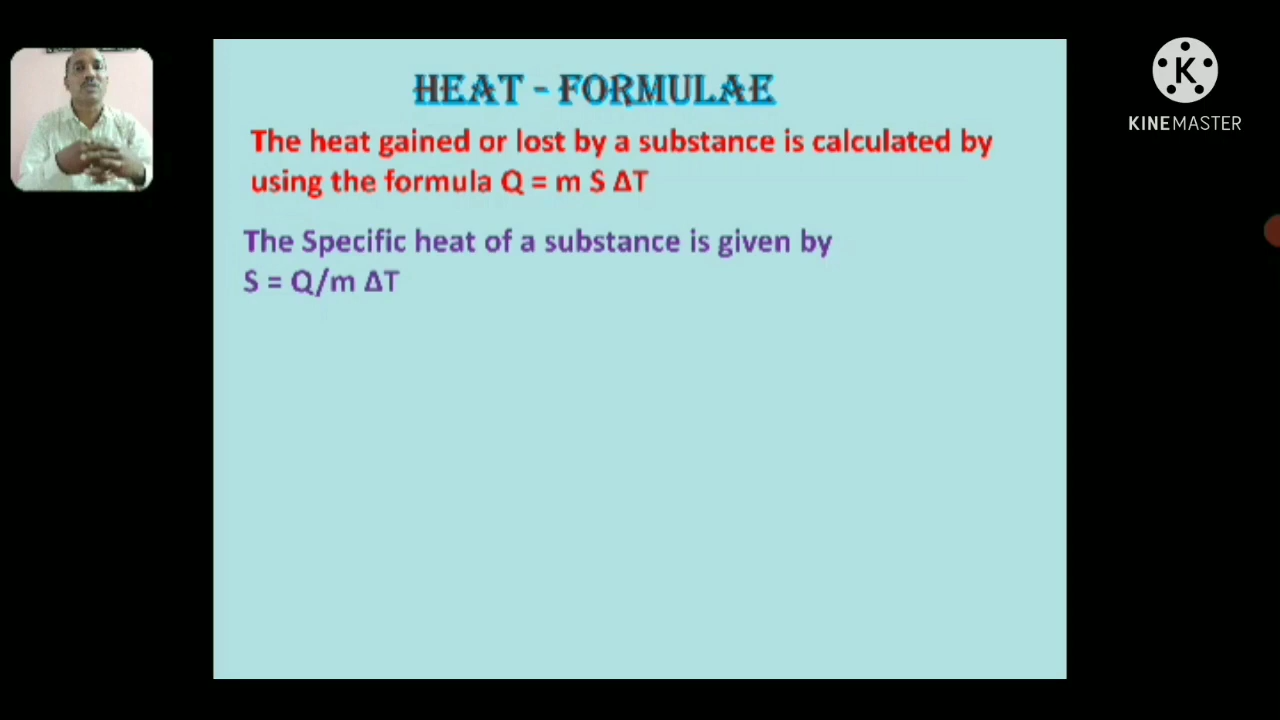 HEAT - FORMULAE
The heat gained or lost by a substance is calculated by
using the formula Q = m S ΔT
The Specific heat of a substance is given by
S = Q/m ΔT
K
KINEMASTER